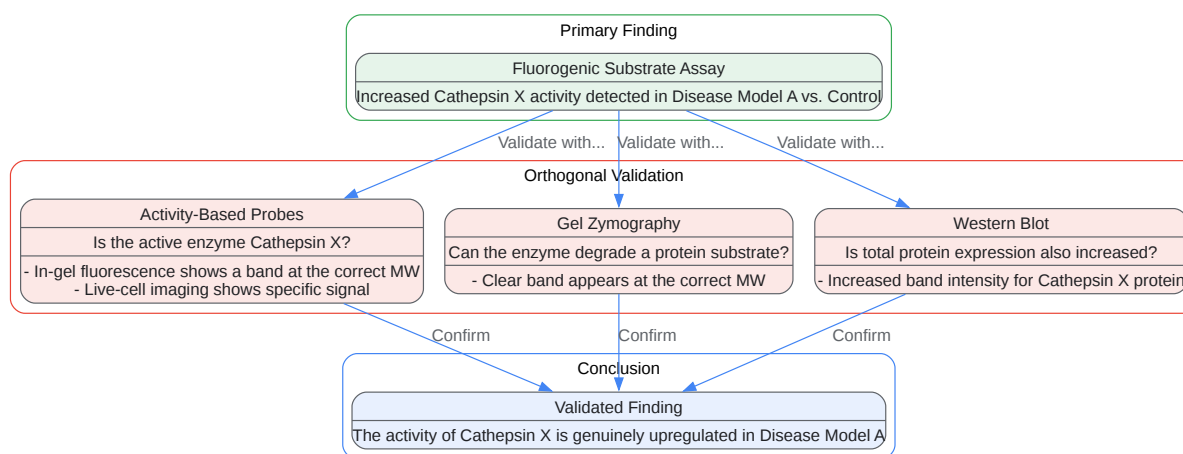 Primary Finding
Fluorogenic Substrate Assay
Increased Cathepsin X activity detected in Disease Model A vs. Control
Validate with...
Validate with...
Validate with...
Orthogonal Validation
Activity-Based Probes
Is the active enzyme Cathepsin X?
- In-gel fluorescence shows a band at the correct MW
- Live-cell imaging shows specific signal
Gel Zymography
Can the enzyme degrade a protein substrate?
- Clear band appears at the correct MW
Western Blot
Is total protein expression also increased?
- Increased band intensity for Cathepsin X protein
Confirm
Confirm
Confirm
Conclusion
Validated Finding
The activity of Cathepsin X is genuinely upregulated in Disease Model A